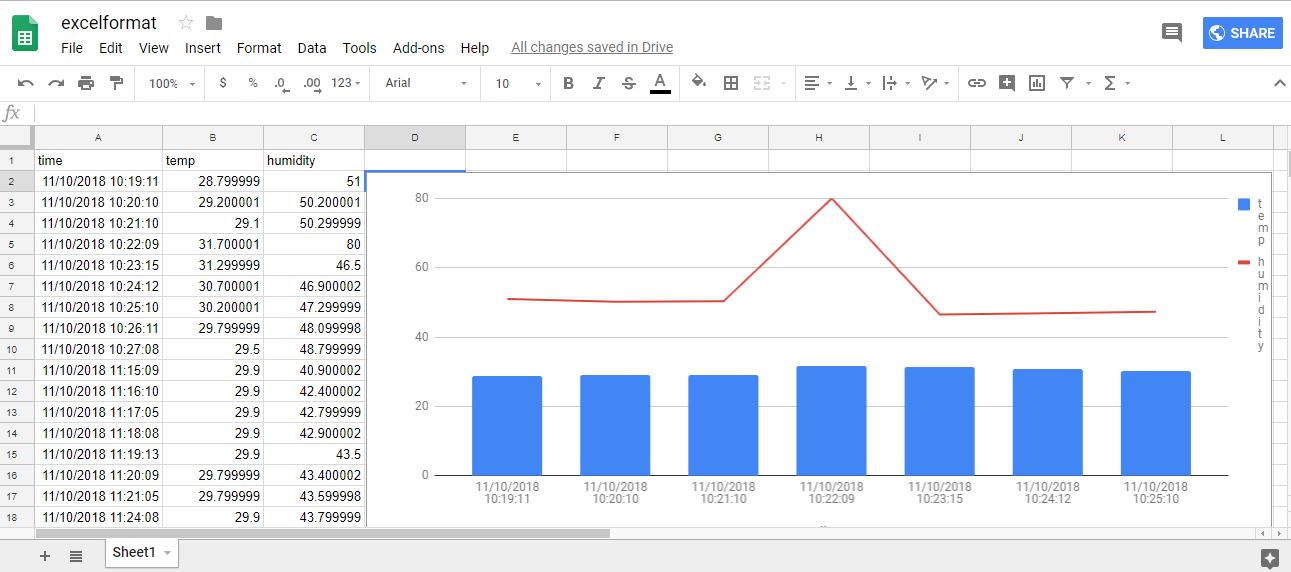 excelformat
File Edit View Insert Format Data Tools Add-ons Help All changes saved in Drive
SHARE
100% $ % .0 .00 123 Arial 10 B I S A Σ
fx
A B C D E F G H I J K L
1 time temp humidity
2 11/10/2018 10:19:11 28.799999 51
3 11/10/2018 10:20:10 29.200001 50.200001
4 11/10/2018 10:21:10 29.1 50.299999
5 11/10/2018 10:22:09 31.700001 80
6 11/10/2018 10:23:15 31.299999 46.5
7 11/10/2018 10:24:12 30.700001 46.900002
8 11/10/2018 10:25:10 30.200001 47.299999
9 11/10/2018 10:26:11 29.799999 48.099998
10 11/10/2018 10:27:08 29.5 48.799999
11 11/10/2018 11:15:09 29.9 40.900002
12 11/10/2018 11:16:10 29.9 42.400002
13 11/10/2018 11:17:05 29.9 42.799999
14 11/10/2018 11:18:08 29.9 42.900002
15 11/10/2018 11:19:13 29.9 43.5
16 11/10/2018 11:20:09 29.799999 43.400002
17 11/10/2018 11:21:05 29.799999 43.599998
18 11/10/2018 11:24:08 29.9 43.799999
80
60
40
20
0
11/10/2018 11/10/2018 11/10/2018 11/10/2018 11/10/2018 11/10/2018 11/10/2018
10:19:11 10:20:10 10:21:10 10:22:09 10:23:15 10:24:12 10:25:10
temp
humidity
Sheet1